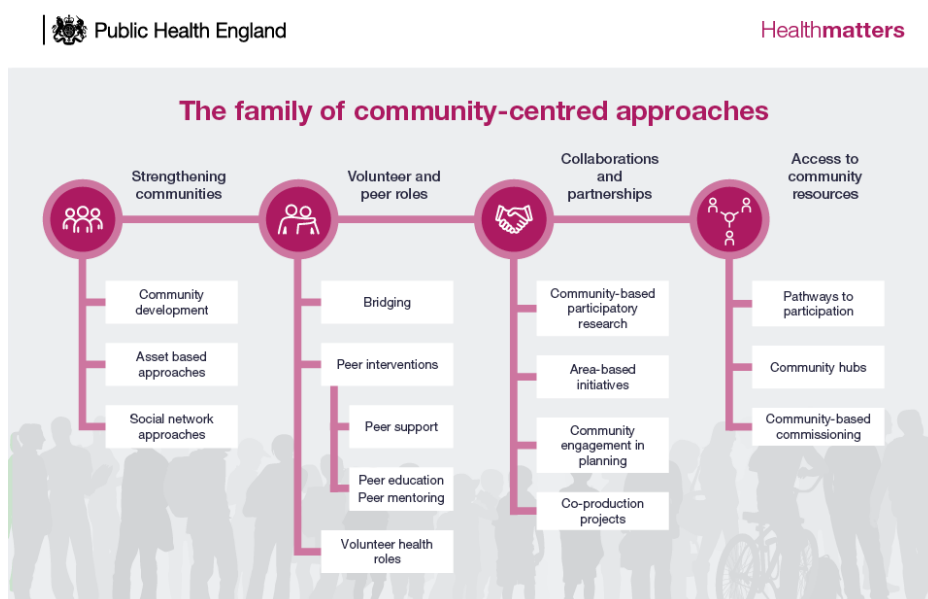 Public Health England
Healthmatters
The family of community-centred approaches
Strengthening
communities
Community
development
Asset based
approaches
Social network
approaches
Volunteer and
peer roles
Bridging
Peer interventions
Peer support
Peer education
Peer mentoring
Volunteer health
roles
Collaborations
and
partnerships
Community-based
participatory
research
Area-based
initiatives
Community
engagement in
planning
Co-production
projects
Access to
community
resources
Pathways to
participation
Community hubs
Community-based
commissioning